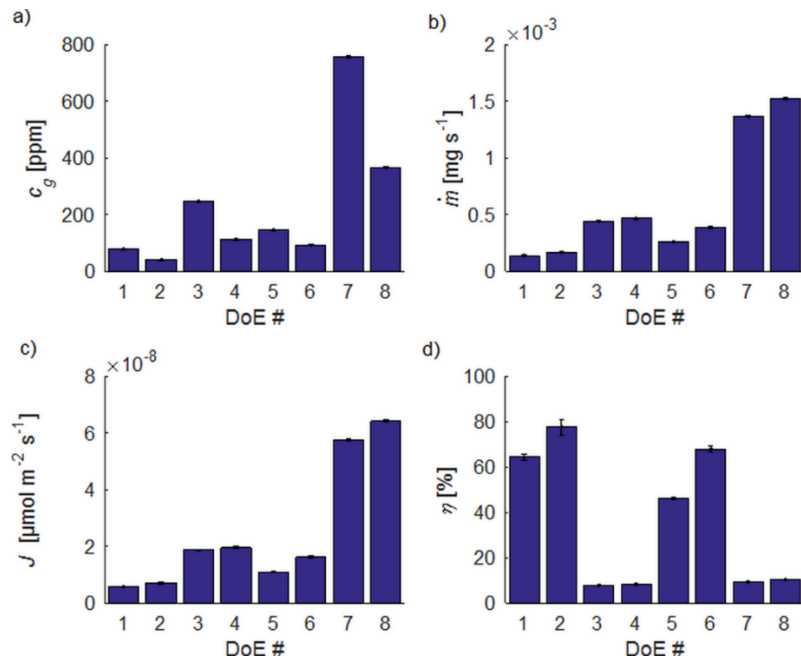 a)
800
600
400
200
0
c_g [ppm]
1 2 3 4 5 6 7 8
DoE #
b)
×10⁻³
2
1.5
1
0.5
0
ṁ [mg s⁻¹]
1 2 3 4 5 6 7 8
DoE #
c)
×10⁻⁸
8
6
4
2
0
J [μmol m⁻² s⁻¹]
1 2 3 4 5 6 7 8
DoE #
d)
100
80
60
40
20
0
η [%]
1 2 3 4 5 6 7 8
DoE #